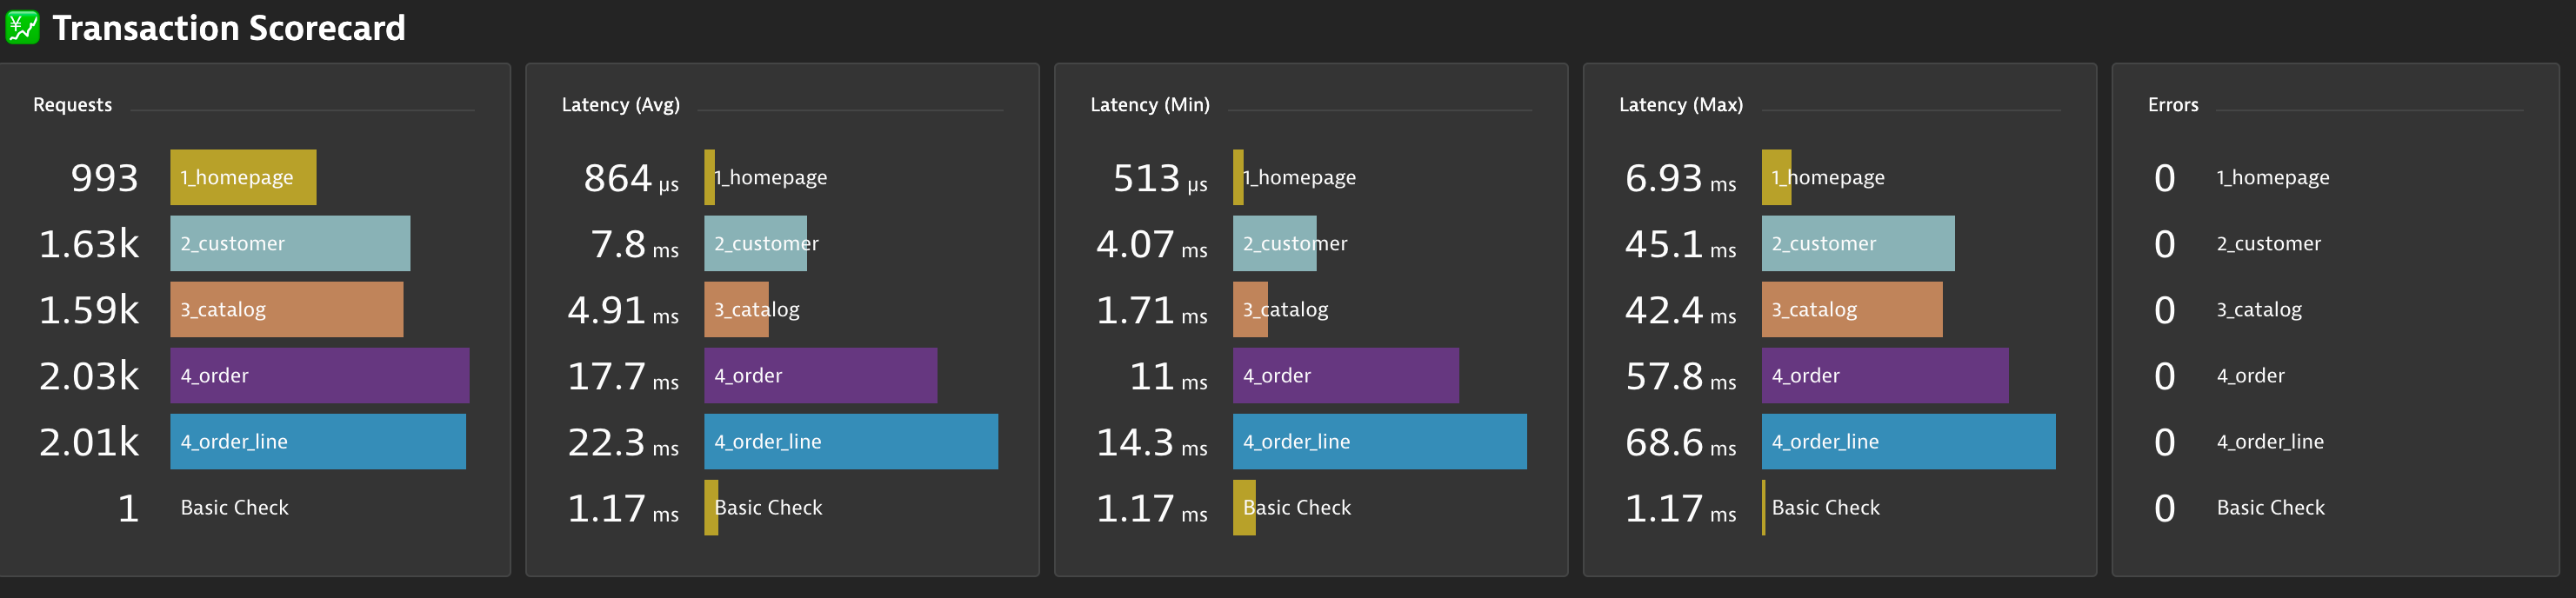 Transaction Scorecard
Requests
993 1_homepage
1.63k 2_customer
1.59k 3_catalog
2.03k 4_order
2.01k 4_order_line
1 Basic Check
Latency (Avg)
864 µs 1_homepage
7.8 ms 2_customer
4.91 ms 3_catalog
17.7 ms 4_order
22.3 ms 4_order_line
1.17 ms Basic Check
Latency (Min)
513 µs 1_homepage
4.07 ms 2_customer
1.71 ms 3_catalog
11 ms 4_order
14.3 ms 4_order_line
1.17 ms Basic Check
Latency (Max)
6.93 ms 1_homepage
45.1 ms 2_customer
42.4 ms 3_catalog
57.8 ms 4_order
68.6 ms 4_order_line
1.17 ms Basic Check
Errors
0 1_homepage
0 2_customer
0 3_catalog
0 4_order
0 4_order_line
0 Basic Check